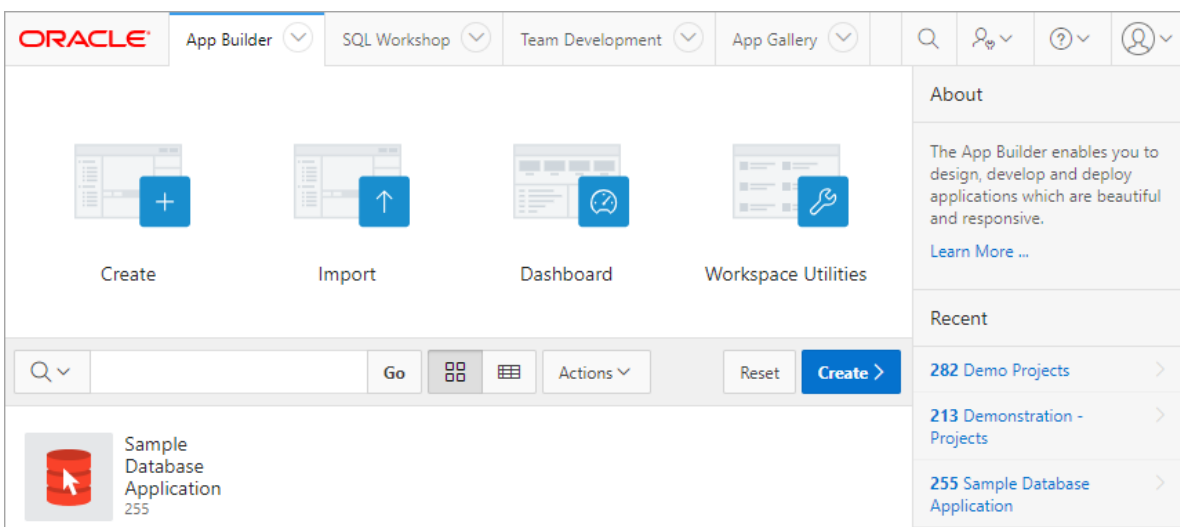 ORACLE
App Builder
SQL Workshop
Team Development
App Gallery
Create
Import
Dashboard
Workspace Utilities
Go
Actions
Reset
Create
Sample
Database
Application
255
About
The App Builder enables you to
design, develop and deploy
applications which are beautiful
and responsive.
Learn More ...
Recent
282 Demo Projects
213 Demonstration -
Projects
255 Sample Database
Application